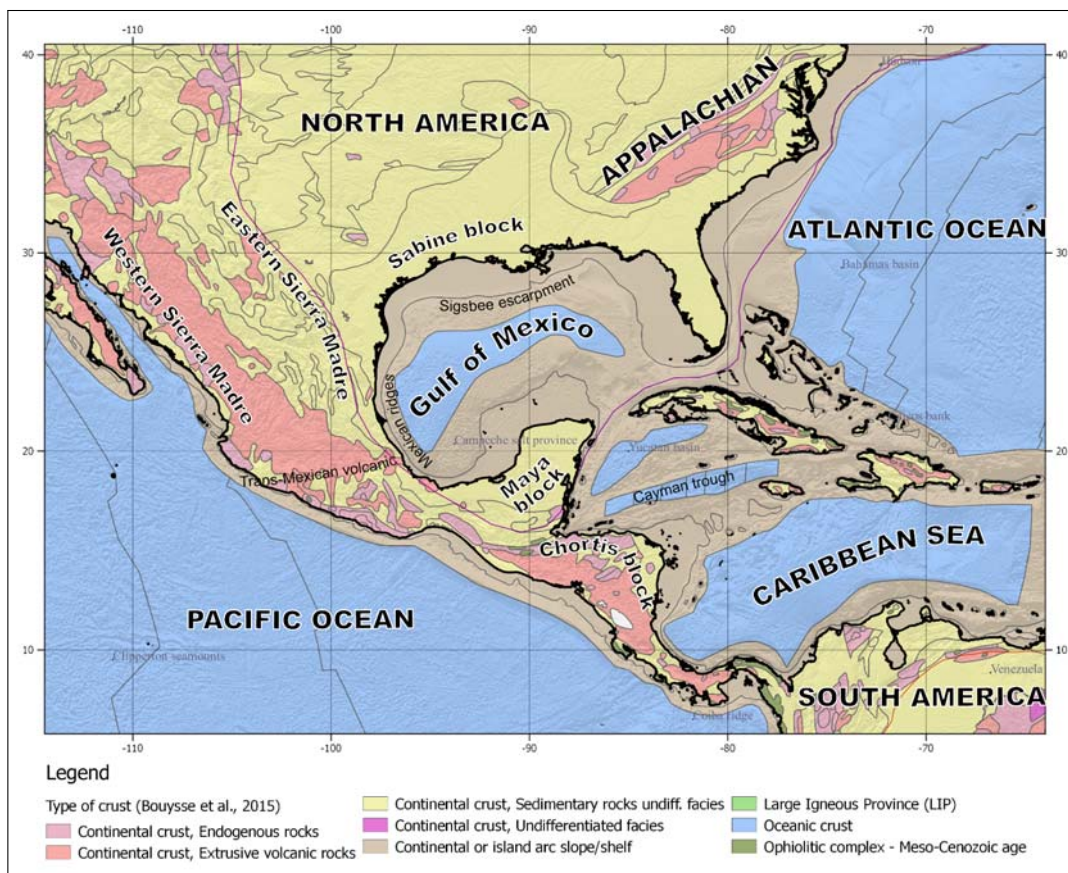 -110 -100 -90 -80 -70
40 40
Hudson
APPALACHIAN
NORTH AMERICA
ATLANTIC OCEAN
Sabine block
Eastern Sierra Madre
Western Sierra Madre
30 30
Bahamas basin
Sigsbee escarpment
Gulf of Mexico
Mexican ridges
Campeche salt province
Yucatan basin
bank
20 20
Trans-Mexican volcanic
Maya block
Cayman trough
Chortis block
CARIBBEAN SEA
PACIFIC OCEAN
10 10
Clipperton seamounts
Venezuela
SOUTH AMERICA
Coiba ridge
-110 -100 -90 -80 -70
Legend
Type of crust (Bouysse et al., 2015)
Continental crust, Endogenous rocks
Continental crust, Extrusive volcanic rocks
Continental crust, Sedimentary rocks undiff. facies
Continental crust, Undifferentiated facies
Continental or island arc slope/shelf
Large Igneous Province (LIP)
Oceanic crust
Ophiolitic complex - Meso-Cenozoic age